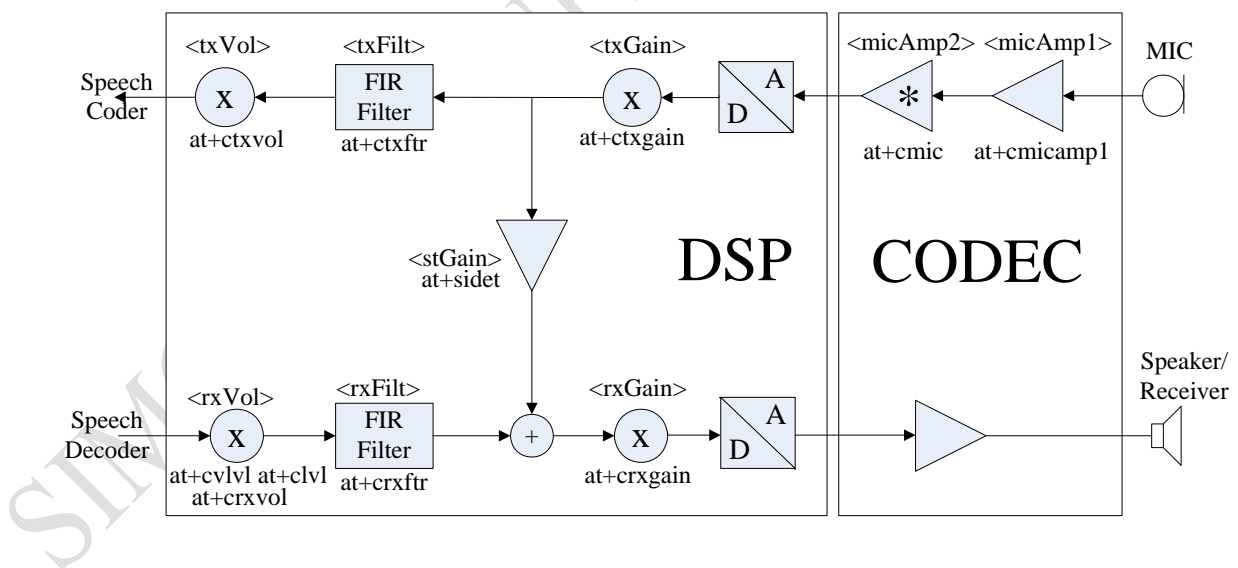 <txVol>
<txFilt>
<txGain>
<micAmp2>
<micAmp1>
MIC
Speech
Coder
X
FIR
Filter
X
A
D
*
at+ctxvol
at+ctxftr
at+ctxgain
at+cmic
at+cmicamp1
<stGain>
at+sidet
DSP
CODEC
<rxVol>
<rxFilt>
<rxGain>
Speaker/
Receiver
Speech
Decoder
X
FIR
Filter
+
X
A
D
at+cvlvl at+clvl
at+crxvol
at+crxftr
at+crxgain